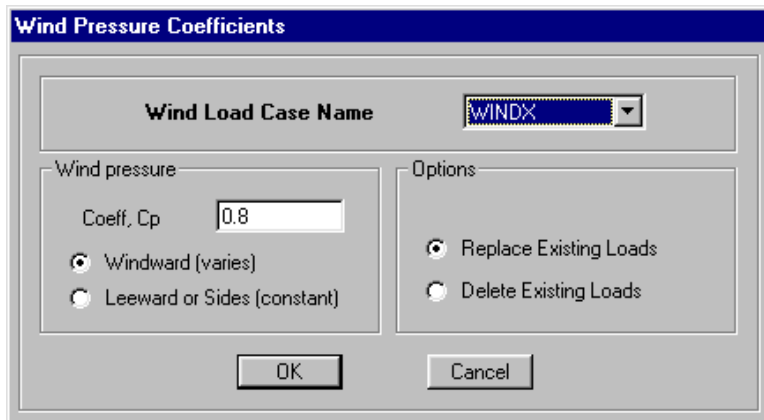 Wind Pressure Coefficients
Wind Load Case Name WINDX
Wind pressure
Coeff, Cp 0.8
Windward (varies)
Leeward or Sides (constant)
Options
Replace Existing Loads
Delete Existing Loads
OK Cancel